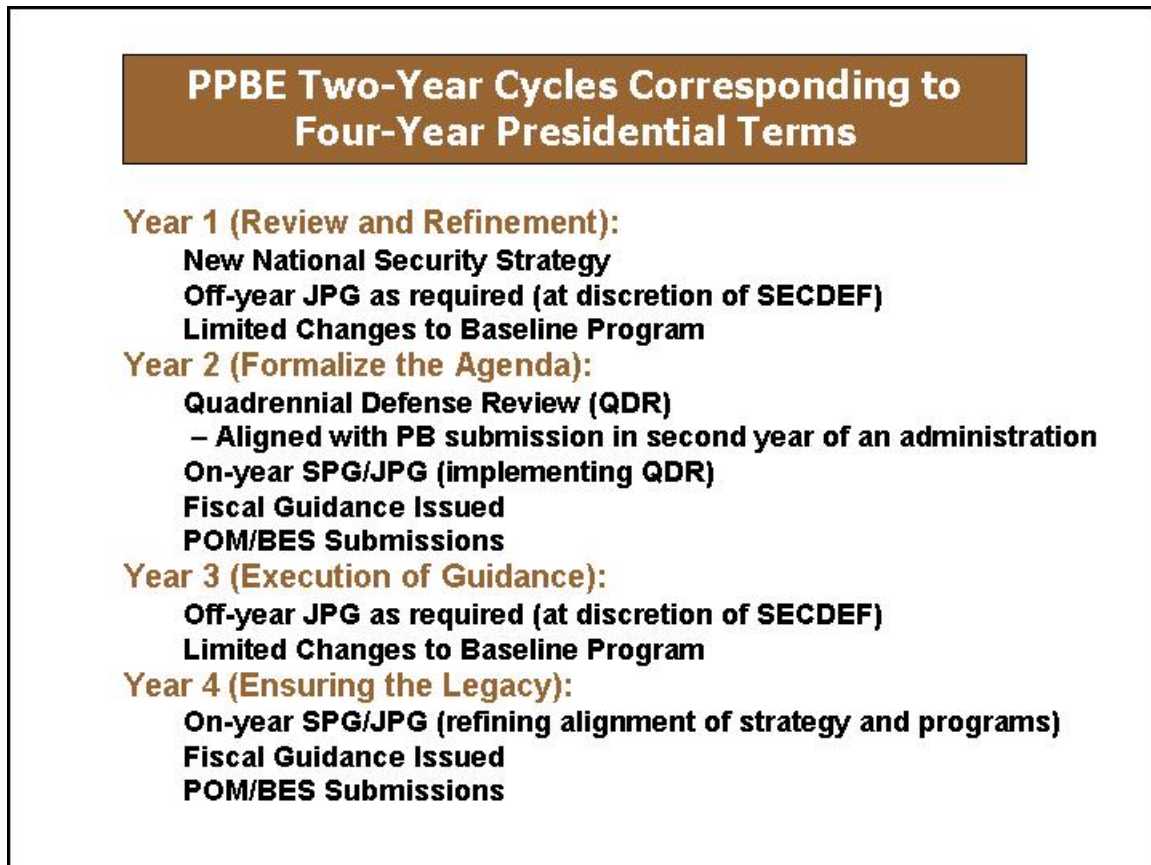 PPBE Two-Year Cycles Corresponding to
Four-Year Presidential Terms
Year 1 (Review and Refinement):
New National Security Strategy
Off-year JPG as required (at discretion of SECDEF)
Limited Changes to Baseline Program
Year 2 (Formalize the Agenda):
Quadrennial Defense Review (QDR)
– Aligned with PB submission in second year of an administration
On-year SPG/JPG (implementing QDR)
Fiscal Guidance Issued
POM/BES Submissions
Year 3 (Execution of Guidance):
Off-year JPG as required (at discretion of SECDEF)
Limited Changes to Baseline Program
Year 4 (Ensuring the Legacy):
On-year SPG/JPG (refining alignment of strategy and programs)
Fiscal Guidance Issued
POM/BES Submissions